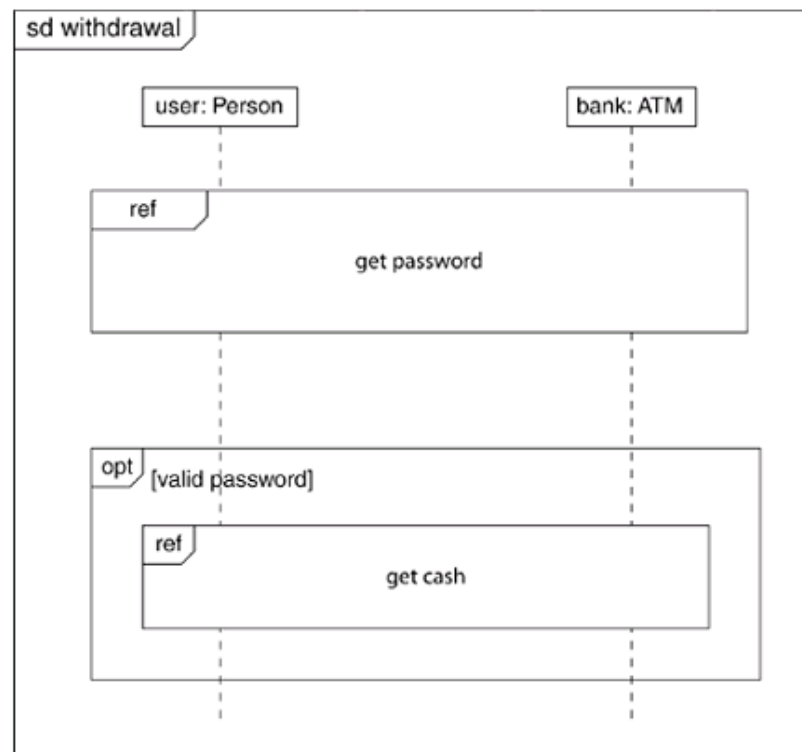 sd withdrawal
user: Person
bank: ATM
ref
get password
opt
[valid password]
ref
get cash